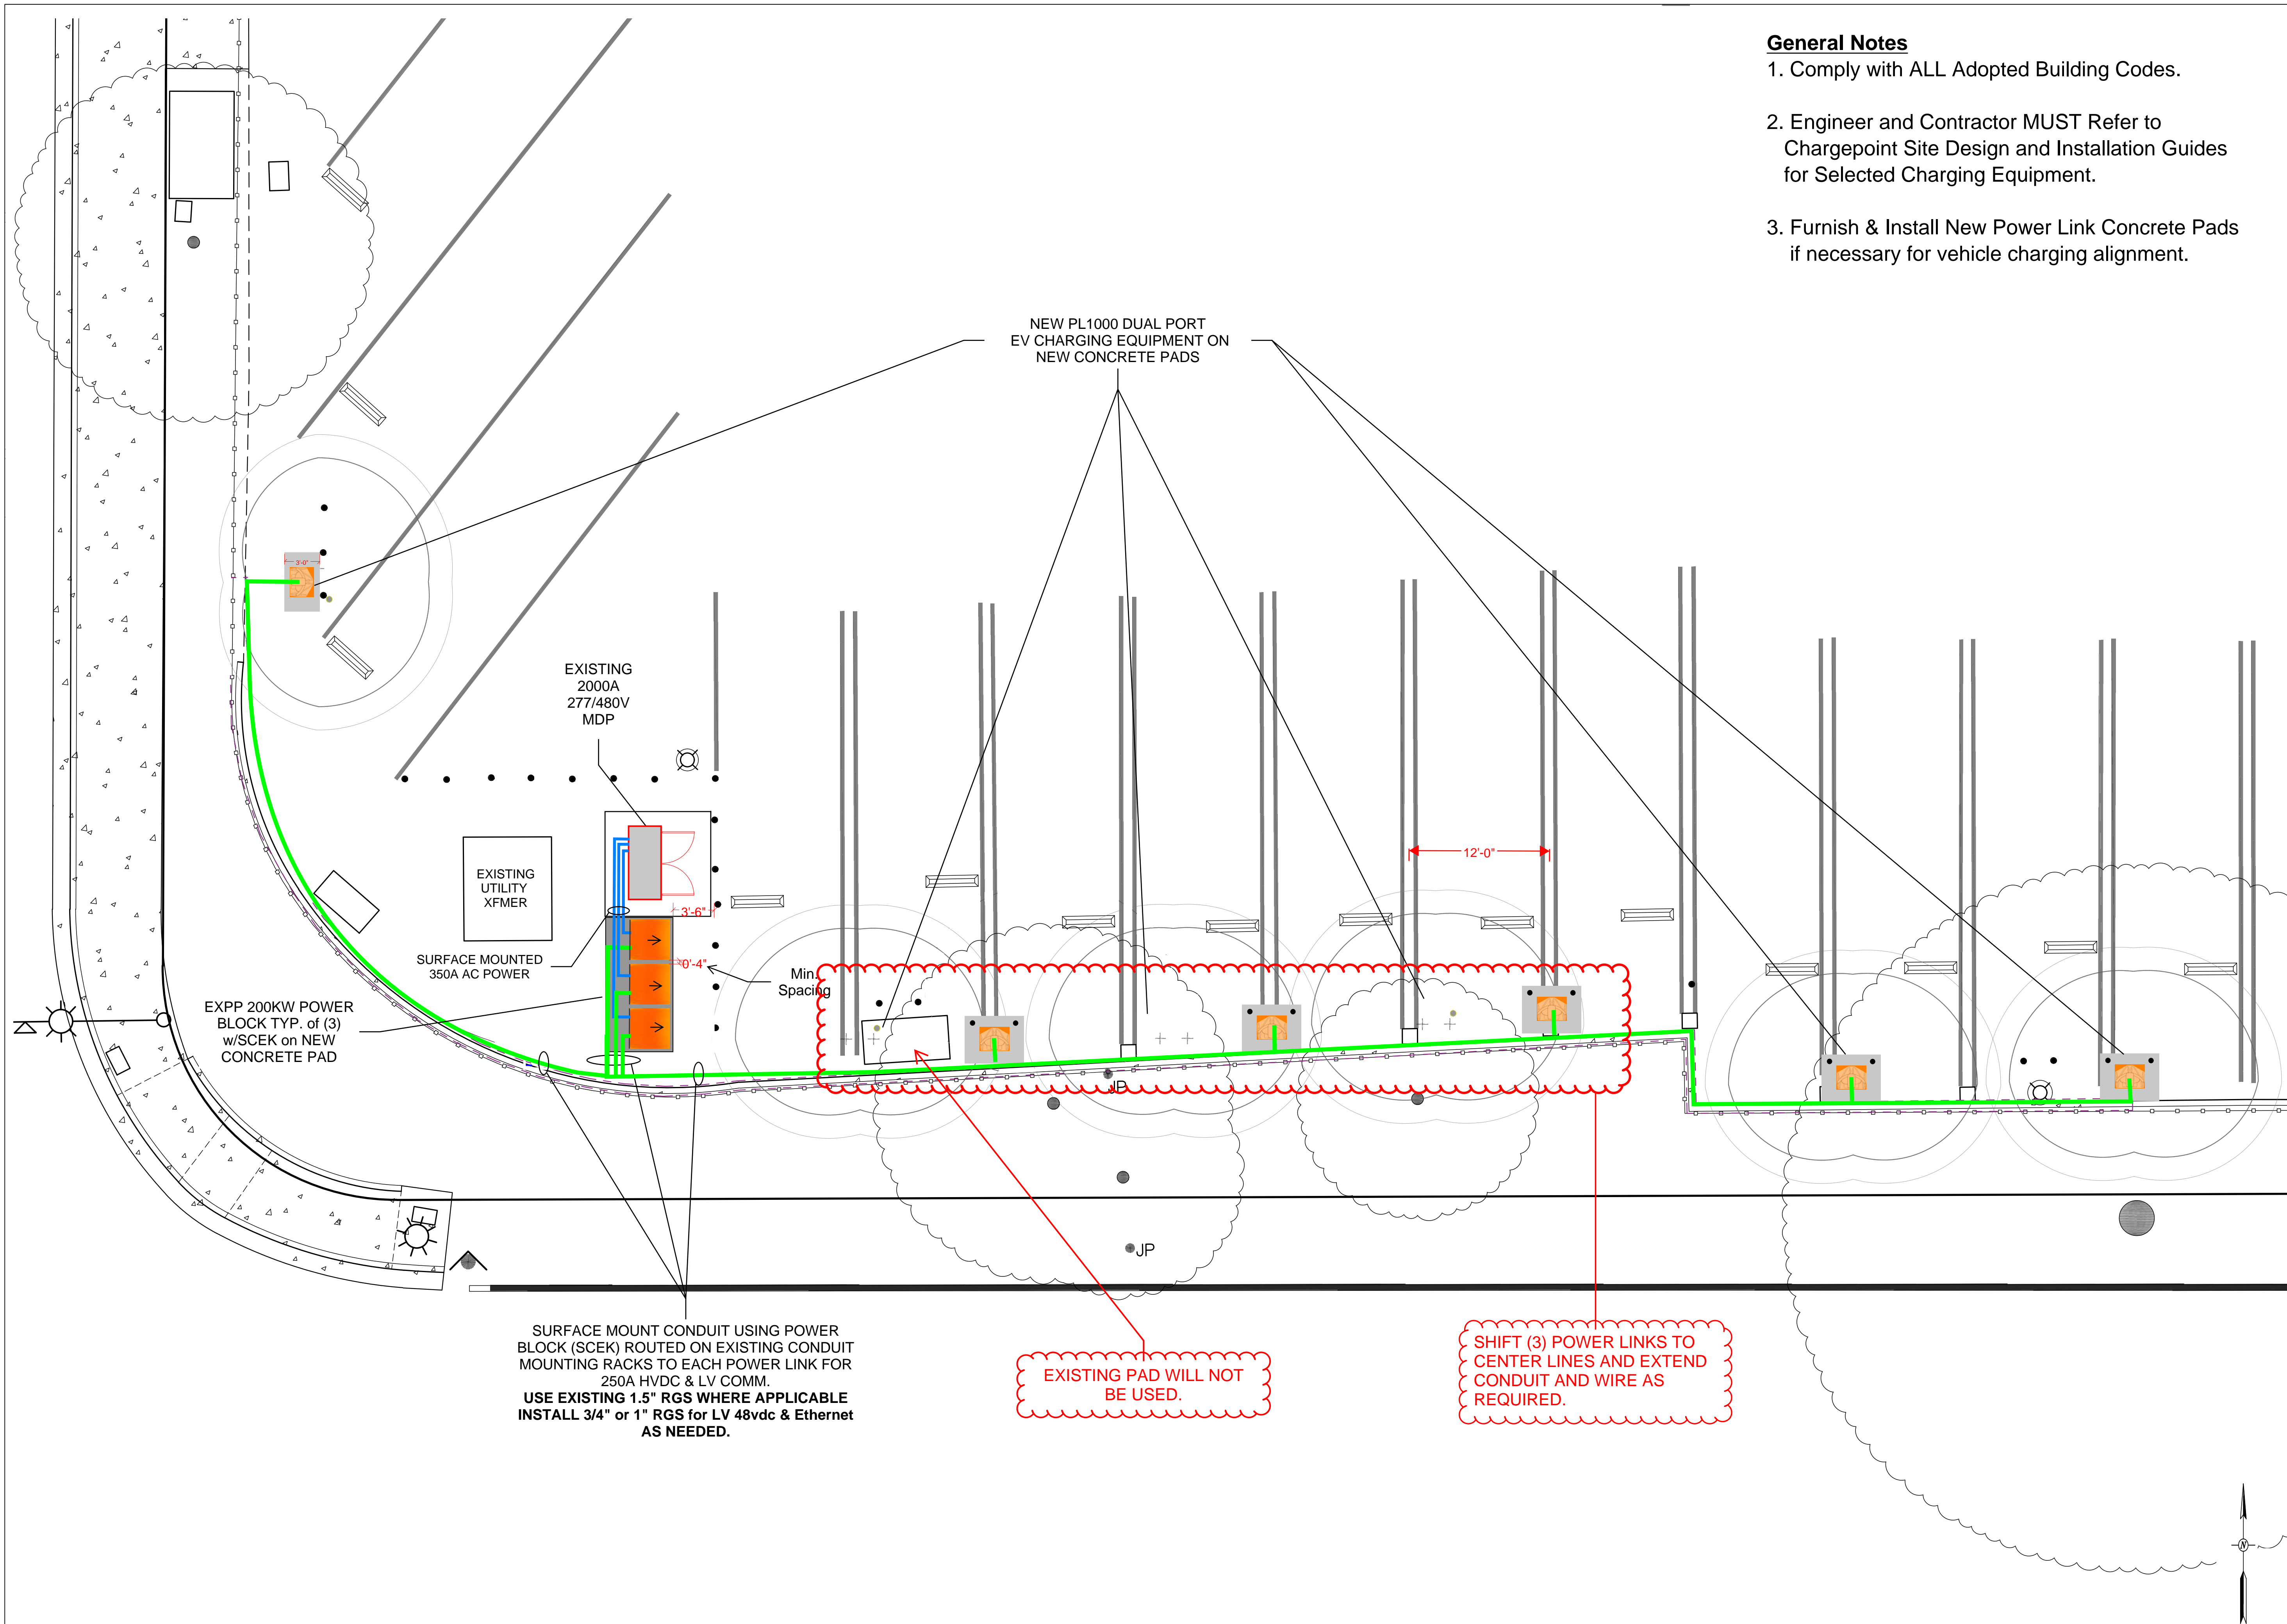 General Notes
1. Comply with ALL Adopted Building Codes.
2. Engineer and Contractor MUST Refer to
Chargepoint Site Design and Installation Guides
for Selected Charging Equipment.
3. Furnish & Install New Power Link Concrete Pads
if necessary for vehicle charging alignment.
NEW PL1000 DUAL PORT
EV CHARGING EQUIPMENT ON
NEW CONCRETE PADS
3'-0"
EXISTING
2000A
277/480V
MDP
12'-0"
EXISTING
UTILITY
XFMER
3'-6"
SURFACE MOUNTED
350A AC POWER
0'-4"
Min.
Spacing
EXPP 200KW POWER
BLOCK TYP. of (3)
w/SCEK on NEW
CONCRETE PAD
JP
JP
SURFACE MOUNT CONDUIT USING POWER
BLOCK (SCEK) ROUTED ON EXISTING CONDUIT
MOUNTING RACKS TO EACH POWER LINK FOR
250A HVDC & LV COMM.
USE EXISTING 1.5" RGS WHERE APPLICABLE
INSTALL 3/4" or 1" RGS for LV 48vdc & Ethernet
AS NEEDED.
EXISTING PAD WILL NOT
BE USED.
SHIFT (3) POWER LINKS TO
CENTER LINES AND EXTEND
CONDUIT AND WIRE AS
REQUIRED.
N